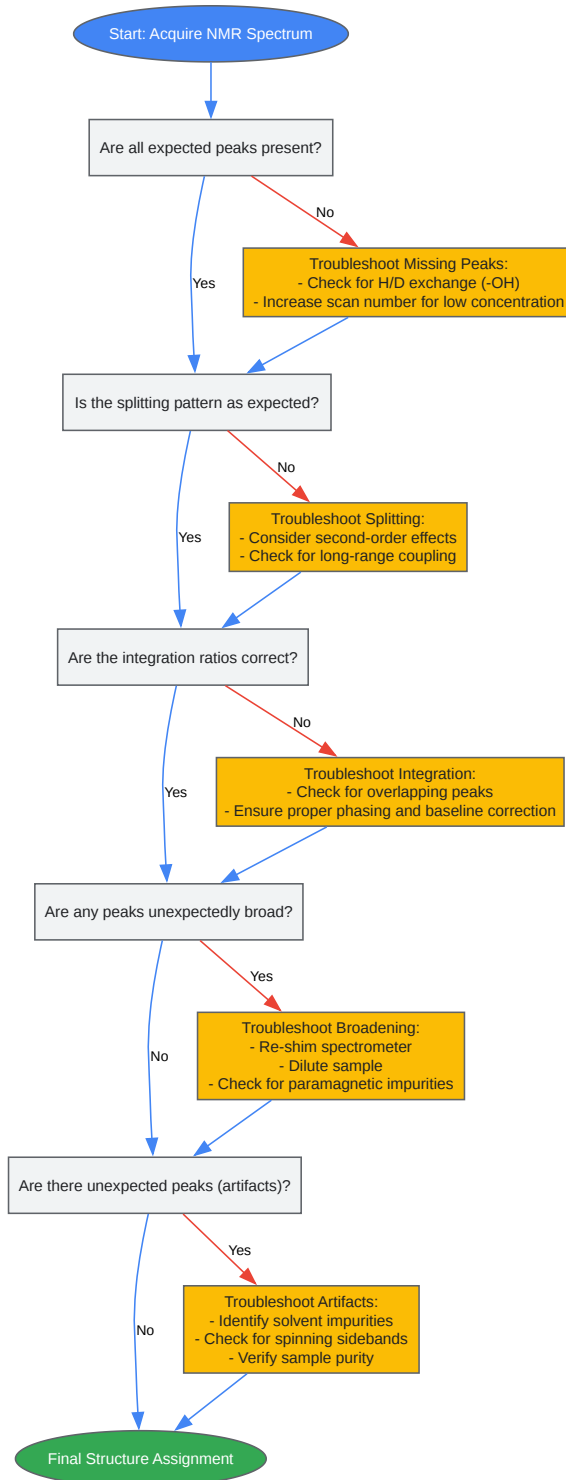 Start: Acquire NMR Spectrum
Are all expected peaks present?
No
Yes
Troubleshoot Missing Peaks:
- Check for H/D exchange (-OH)
- Increase scan number for low concentration
Is the splitting pattern as expected?
No
Yes
Troubleshoot Splitting:
- Consider second-order effects
- Check for long-range coupling
Are the integration ratios correct?
No
Yes
Troubleshoot Integration:
- Check for overlapping peaks
- Ensure proper phasing and baseline correction
Are any peaks unexpectedly broad?
Yes
No
Troubleshoot Broadening:
- Re-shim spectrometer
- Dilute sample
- Check for paramagnetic impurities
Are there unexpected peaks (artifacts)?
Yes
No
Troubleshoot Artifacts:
- Identify solvent impurities
- Check for spinning sidebands
- Verify sample purity
Final Structure Assignment